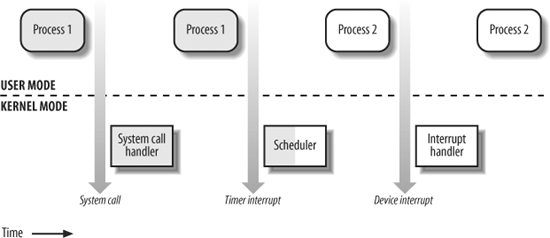 Process 1
Process 1
Process 2
Process 2
USER MODE
KERNEL MODE
System call
handler
Scheduler
Interrupt
handler
System call
Timer interrupt
Device interrupt
Time